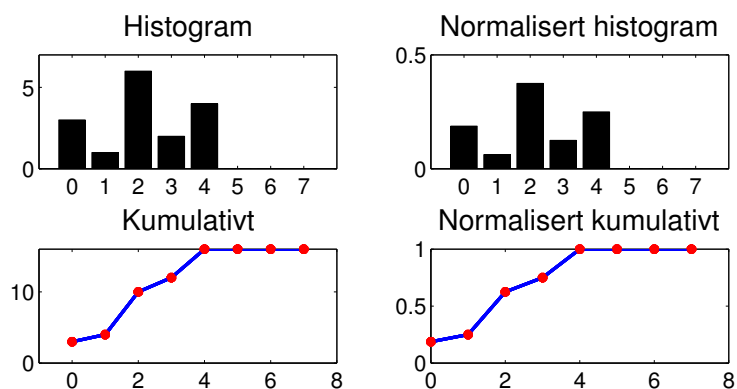 Histogram
Normalisert histogram
5
0
0 1 2 3 4 5 6 7
0.5
0
0 1 2 3 4 5 6 7
Kumulativt
Normalisert kumulativt
10
0
0 2 4 6 8
1
0.5
0
0 2 4 6 8